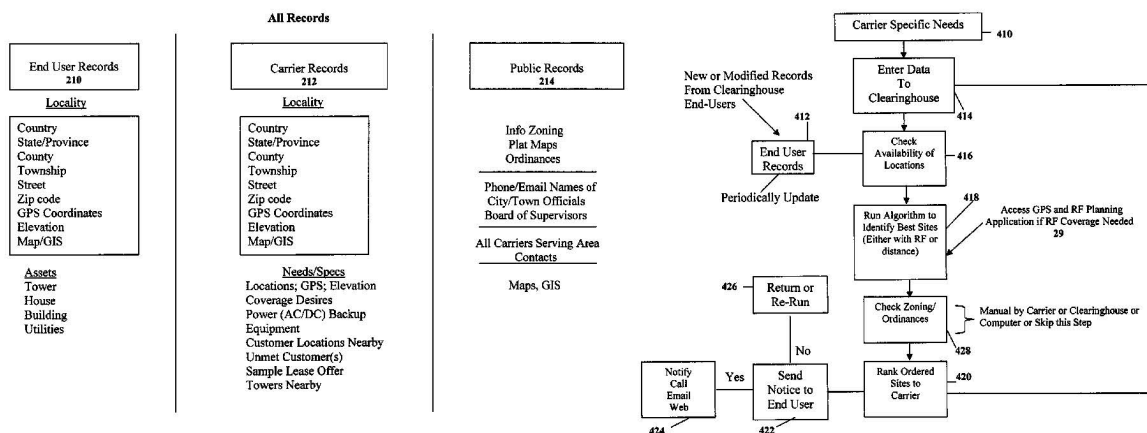 All Records
End User Records
210
Locality
Country
State/Province
County
Township
Street
Zip code
GPS Coordinates
Elevation
Map/GIS
Assets
Tower
House
Building
Utilities
Carrier Records
212
Locality
Country
State/Province
County
Township
Street
Zip code
GPS Coordinates
Elevation
Map/GIS
Needs/Specs
Locations; GPS; Elevation
Coverage Desires
Power (AC/DC) Backup
Equipment
Customer Locations Nearby
Unmet Customer(s)
Sample Lease Offer
Towers Nearby
Public Records
214
Info Zoning
Plat Maps
Ordinances
Phone/Email Names of
City/Town Officials
Board of Supervisors
All Carriers Serving Area
Contacts
Maps, GIS
Carrier Specific Needs
410
Enter Data
To
Clearinghouse
414
New or Modified Records
From Clearinghouse
End-Users
412
End User
Records
Periodically Update
Check
Availability of
Locations
416
418
Run Algorithm to
Identify Best Sites
(Either with RF or
distance)
Access GPS and RF Planning
Application if RF Coverage Needed
29
426
Return or
Re-Run
Check Zoning/
Ordinances
Manual by Carrier or Clearinghouse or
Computer or Skip this Step
428
No
Rank Ordered
Sites to
Carrier
420
Send
Notice to
End User
422
Yes
Notify
Call
Email
Web
424